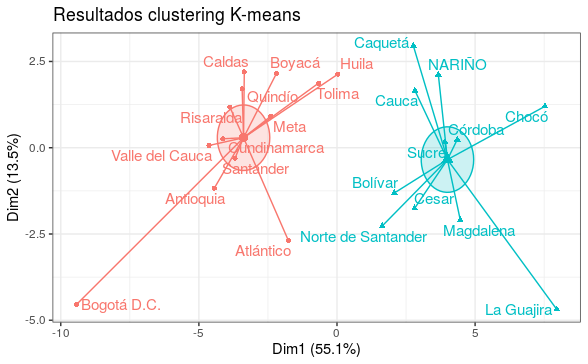 Resultados clustering K-means
Caquetá
Caldas
Boyacá
Huila
NARIÑO
2.5
Quindío
Tolima
Cauca
Risaralda
Chocó
Meta
Córdoba
0.0
Valle del Cauca
Cundinamarca
Sucre
Santander
Bolívar
Antioquia
Cesar
-2.5
Atlántico
Norte de Santander
Magdalena
Bogotá D.C.
La Guajira
-5.0
-10
-5
0
5
Dim1 (55.1%)
Dim2 (13.5%)